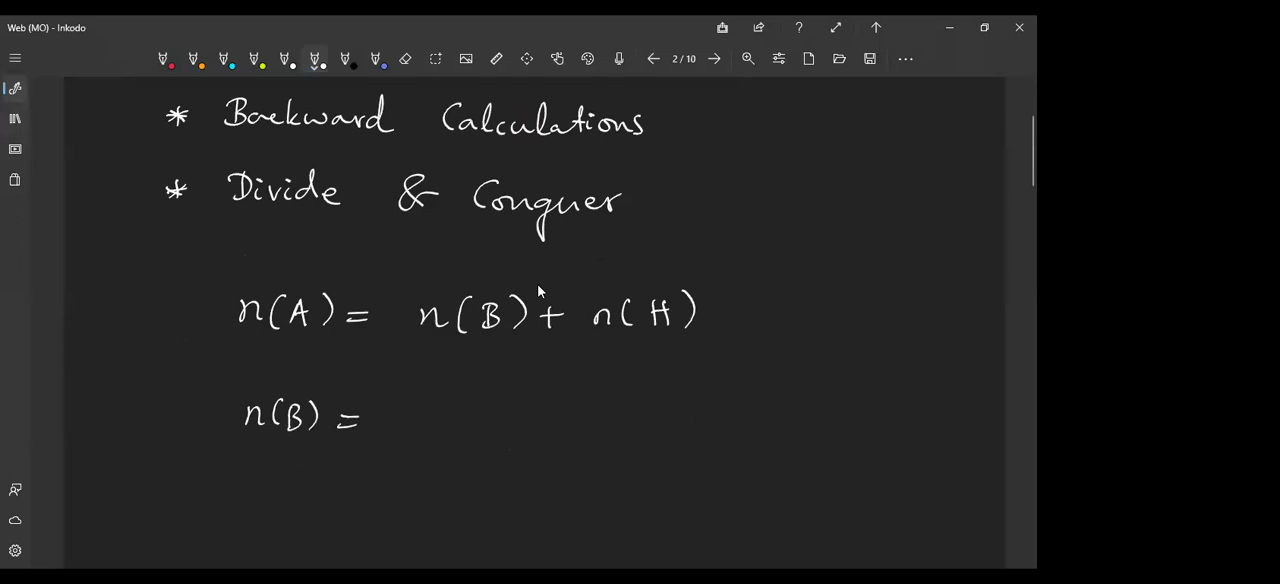 Web (MO) - Inkodo
2 / 10
* Backward Calculations
* Divide & Conquer
n(A) = n(B) + n(H)
n(B) =